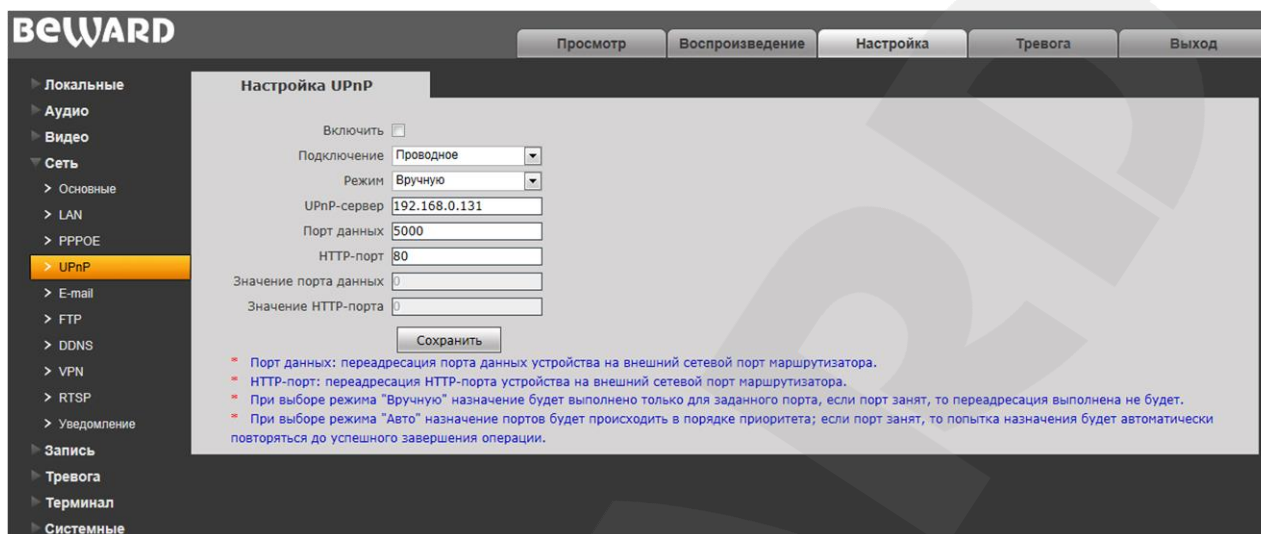 BEWARD
Просмотр Воспроизведение Настройка Тревога Выход
Локальные
Аудио
Видео
Сеть
Основные
LAN
PPPOE
UPnP
E-mail
FTP
DDNS
VPN
RTSP
Уведомление
Запись
Тревога
Терминал
Системные
Настройка UPnP
Включить
Подключение Проводное
Режим Вручную
UPnP-сервер 192.168.0.131
Порт данных 5000
HTTP-порт 80
Значение порта данных 0
Значение HTTP-порта 0
Сохранить
* Порт данных: переадресация порта данных устройства на внешний сетевой порт маршрутизатора.
* HTTP-порт: переадресация HTTP-порта устройства на внешний сетевой порт маршрутизатора.
* При выборе режима "Вручную" назначение будет выполнено только для заданного порта, если порт занят, то переадресация выполнена не будет.
* При выборе режима "Авто" назначение портов будет происходить в порядке приоритета; если порт занят, то попытка назначения будет автоматически
повторяться до успешного завершения операции.